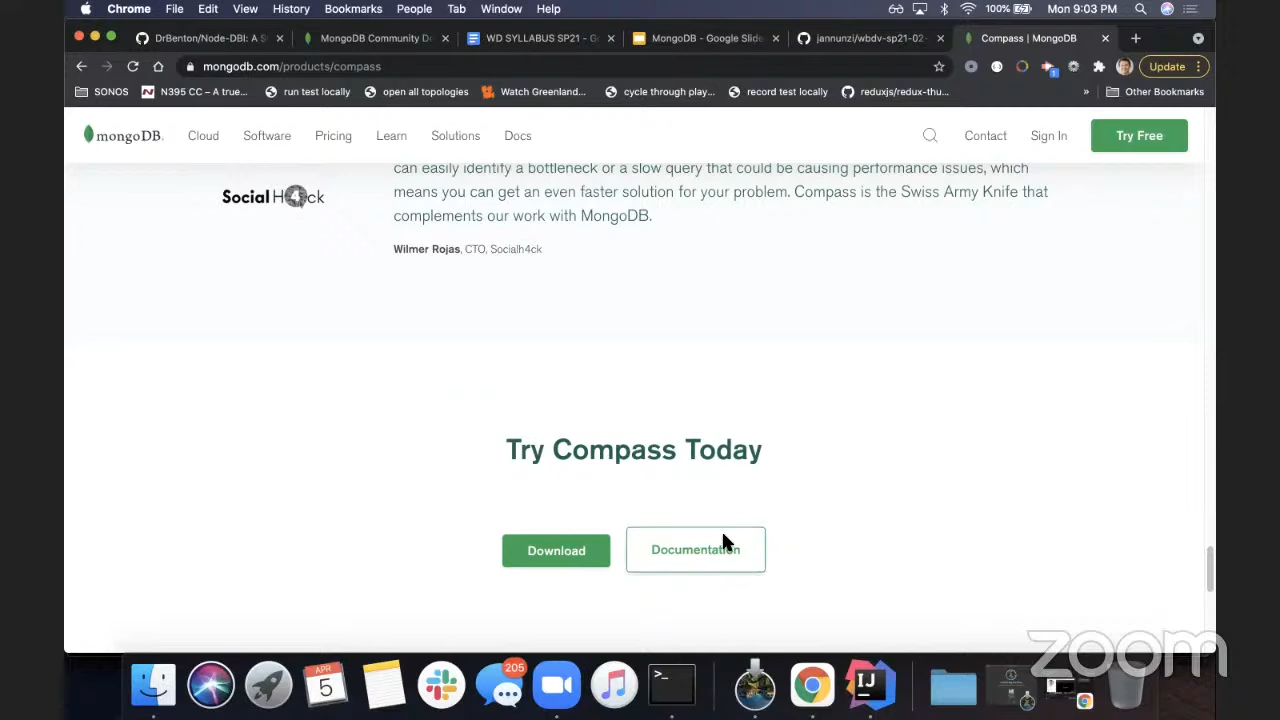 Chrome File Edit View History Bookmarks People Tab Window Help 100% Mon 9:03 PM
DrBenton/Node-DBI: A S MongoDB Community D WD SYLLABUS SP21 - G MongoDB - Google Slide jannunzi/wbdv-sp21-02- Compass | MongoDB
mongodb.com/products/compass Update
SONOS N395 CC – A true... run test locally open all topologies Watch Greenland... cycle through play... record test locally reduxjs/redux-thu... » Other Bookmarks
mongoDB. Cloud Software Pricing Learn Solutions Docs Contact Sign In Try Free
can easily identify a bottleneck or a slow query that could be causing performance issues, which
means you can get an even faster solution for your problem. Compass is the Swiss Army Knife that
complements our work with MongoDB.
Social H4ck
Wilmer Rojas, CTO, Socialh4ck
Try Compass Today
Download Documentation
zoom
APR
5
205
>_
IJ